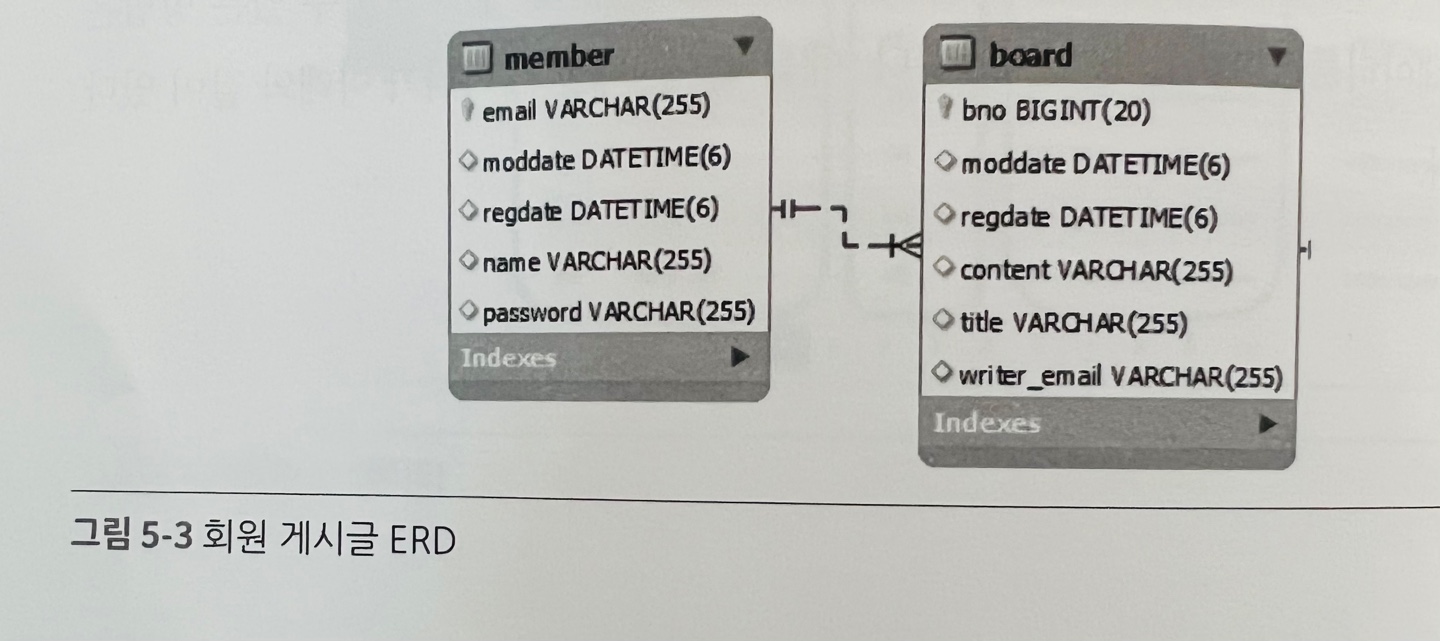 member
email VARCHAR(255)
moddate DATETIME(6)
regdate DATETIME(6)
name VARCHAR(255)
password VARCHAR(255)
Indexes
board
bno BIGINT(20)
moddate DATETIME(6)
regdate DATETIME(6)
content VARCHAR(255)
title VARCHAR(255)
writer_email VARCHAR(255)
Indexes
그림 5-3 회원 게시글 ERD